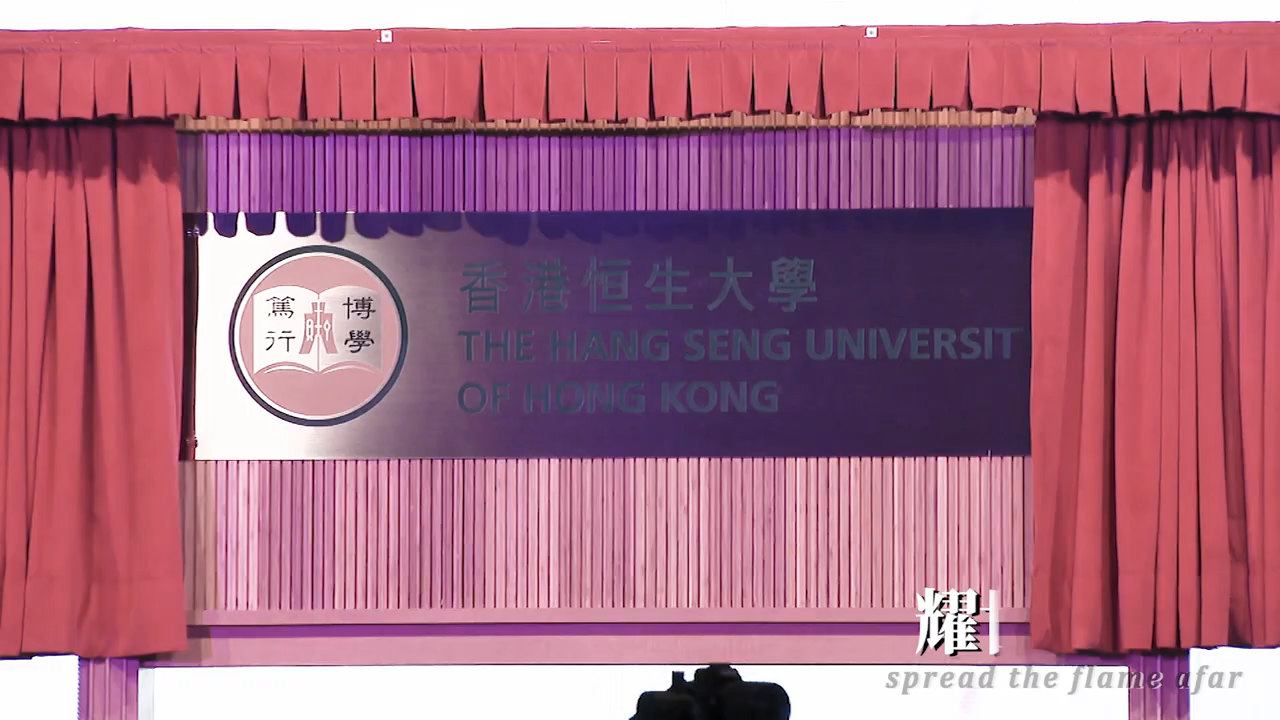 篤 博
行 學
香港恒生大學
THE HANG SENG UNIVERSIT
OF HONG KONG
耀
spread the flame afar